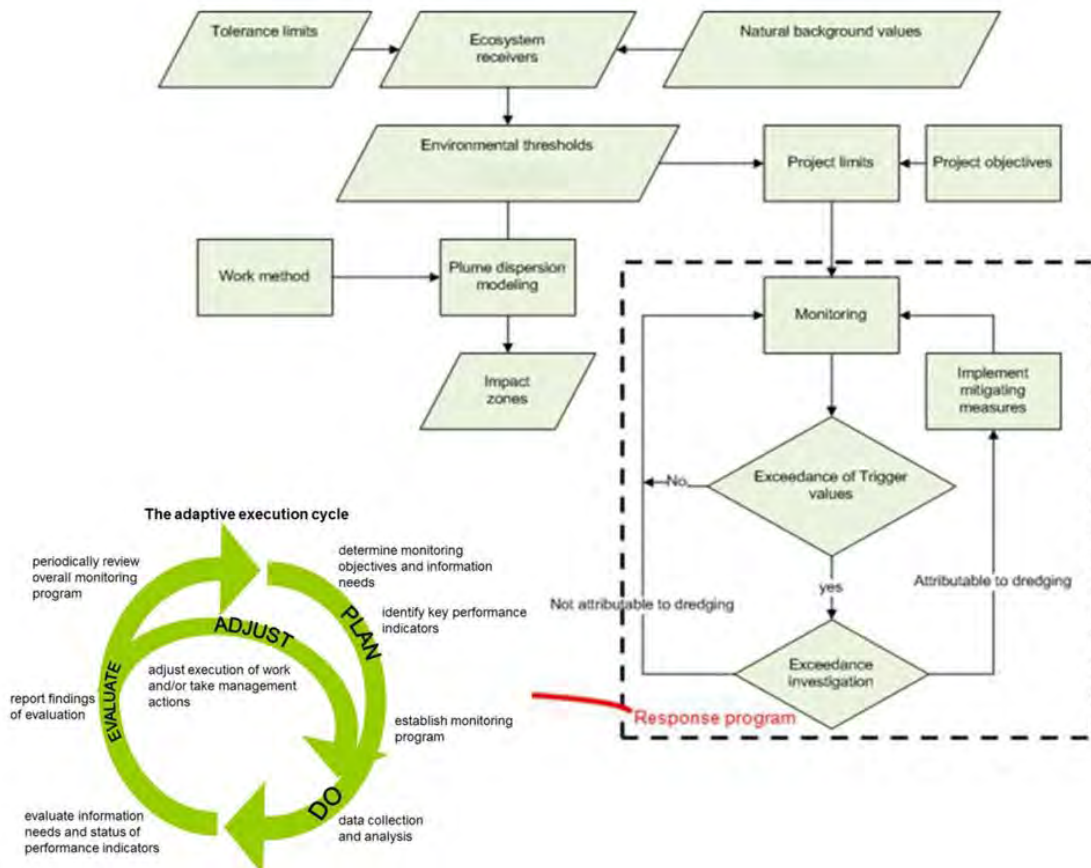 Tolerance limits
Ecosystem
receivers
Natural background values
Environmental thresholds
Project limits
Project objectives
Work method
Plume dispersion
modeling
Monitoring
Impact
zones
Implement
mitigating
measures
No
Exceedance of Trigger
values
yes
Not attributable to dredging
Attributable to dredging
Exceedance
investigation
Response program
The adaptive execution cycle
periodically review
overall monitoring
program
determine monitoring
objectives and information
needs
PLAN
identify key performance
indicators
ADJUST
adjust execution of work
and/or take management
actions
EVALUATE
report findings
of evaluation
establish monitoring
program
DO
evaluate information
needs and status of
performance indicators
data collection
and analysis